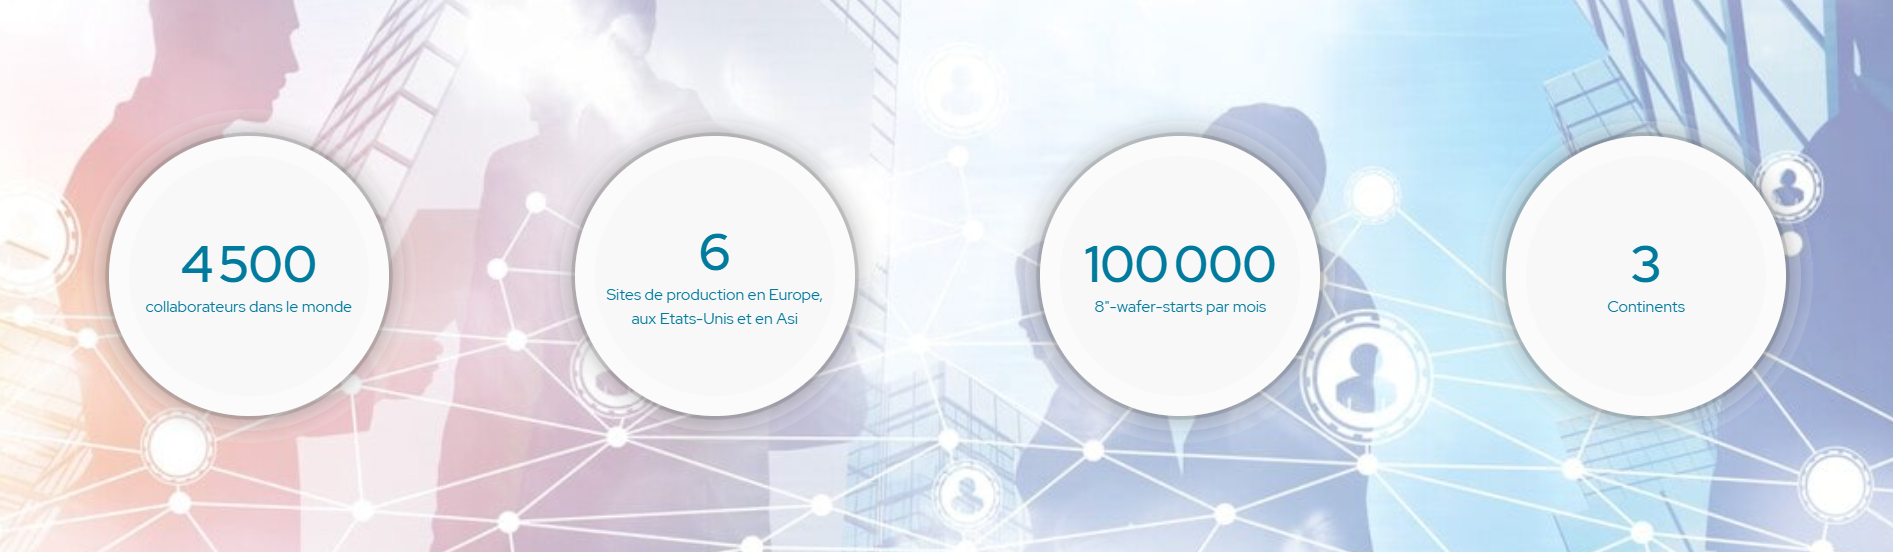 4 500
collaborateurs dans le monde
6
Sites de production en Europe,
aux Etats-Unis et en Asi
100 000
8"-wafer-starts par mois
3
Continents